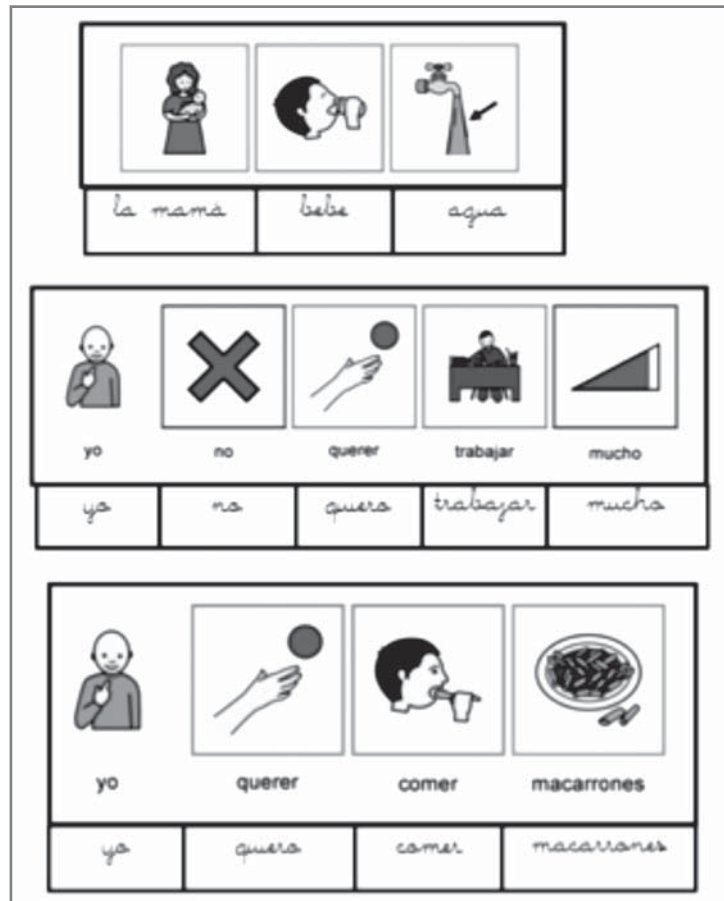 la mamá bebe agua
yo no querer trabajar mucho
yo no quiero trabajar mucho
yo querer comer macarrones
yo quiero comer macarrones